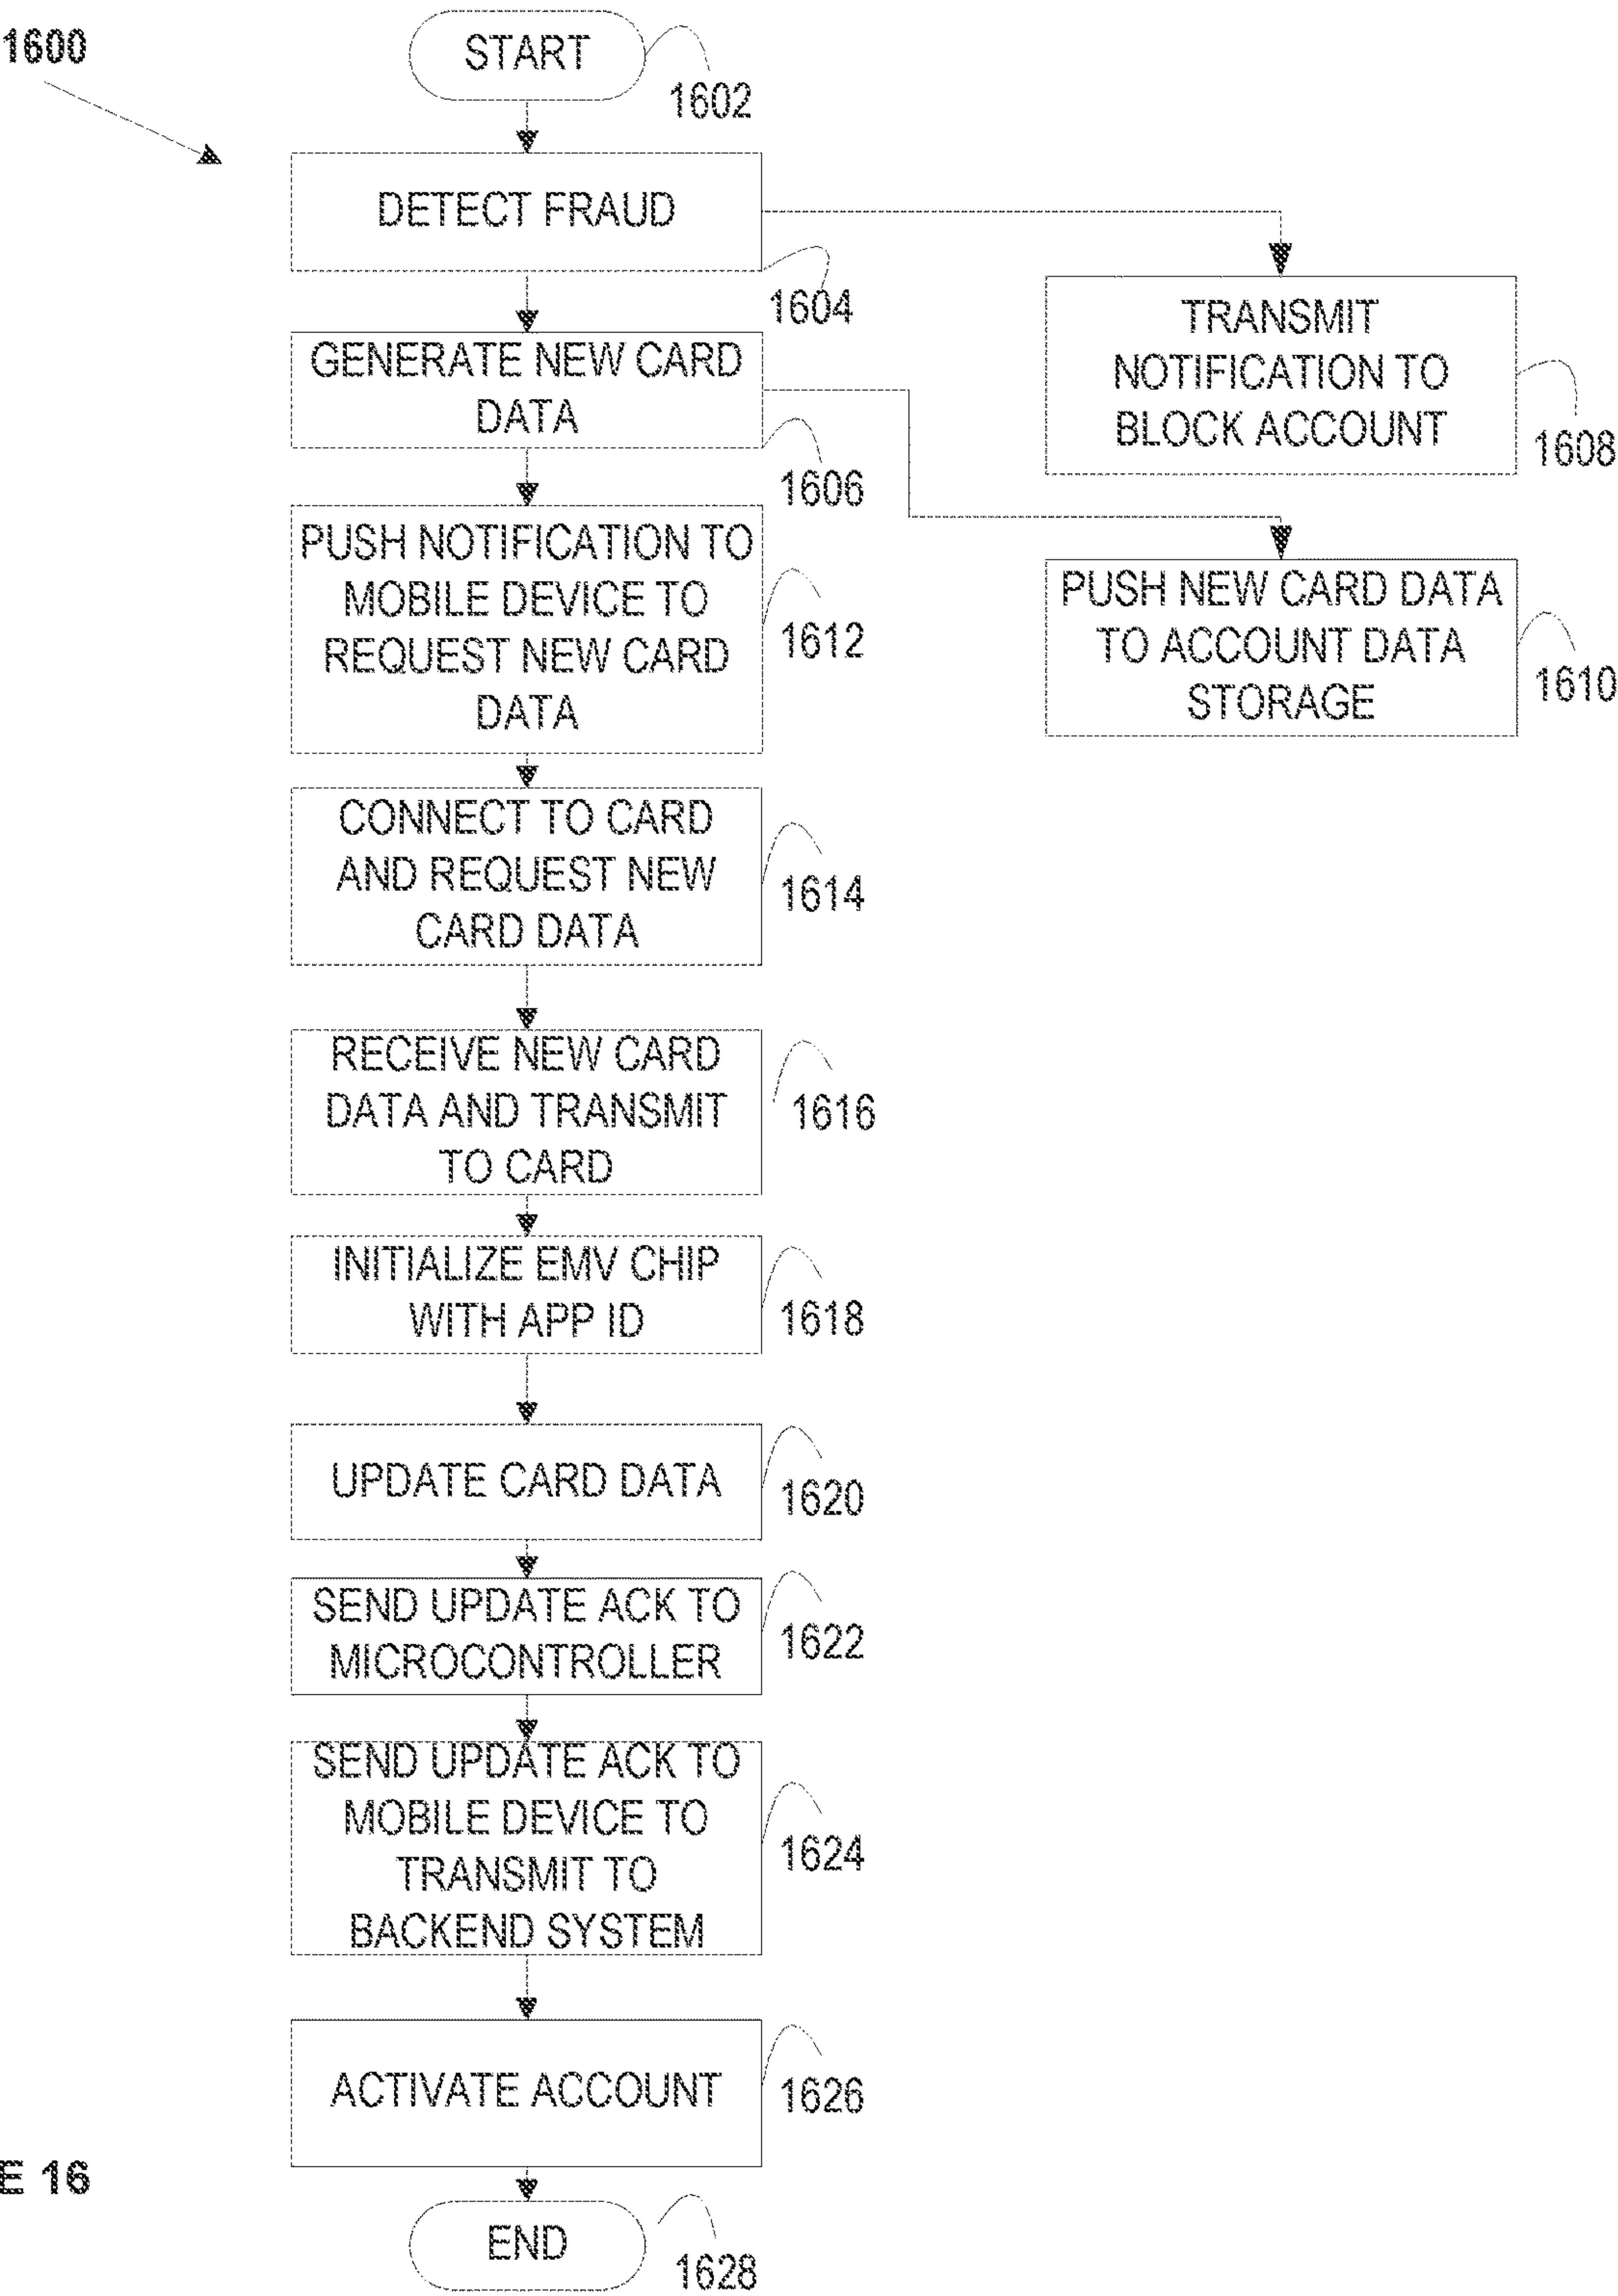 1600
START
1602
DETECT FRAUD
1604
TRANSMIT
NOTIFICATION TO
BLOCK ACCOUNT
1608
GENERATE NEW CARD
DATA
1606
PUSH NOTIFICATION TO
MOBILE DEVICE TO
REQUEST NEW CARD
DATA
1612
PUSH NEW CARD DATA
TO ACCOUNT DATA
STORAGE
1610
CONNECT TO CARD
AND REQUEST NEW
CARD DATA
1614
RECEIVE NEW CARD
DATA AND TRANSMIT
TO CARD
1616
INITIALIZE EMV CHIP
WITH APP ID
1618
UPDATE CARD DATA
1620
SEND UPDATE ACK TO
MICROCONTROLLER
1622
SEND UPDATE ACK TO
MOBILE DEVICE TO
TRANSMIT TO
BACKEND SYSTEM
1624
ACTIVATE ACCOUNT
1626
E 16
END
1628